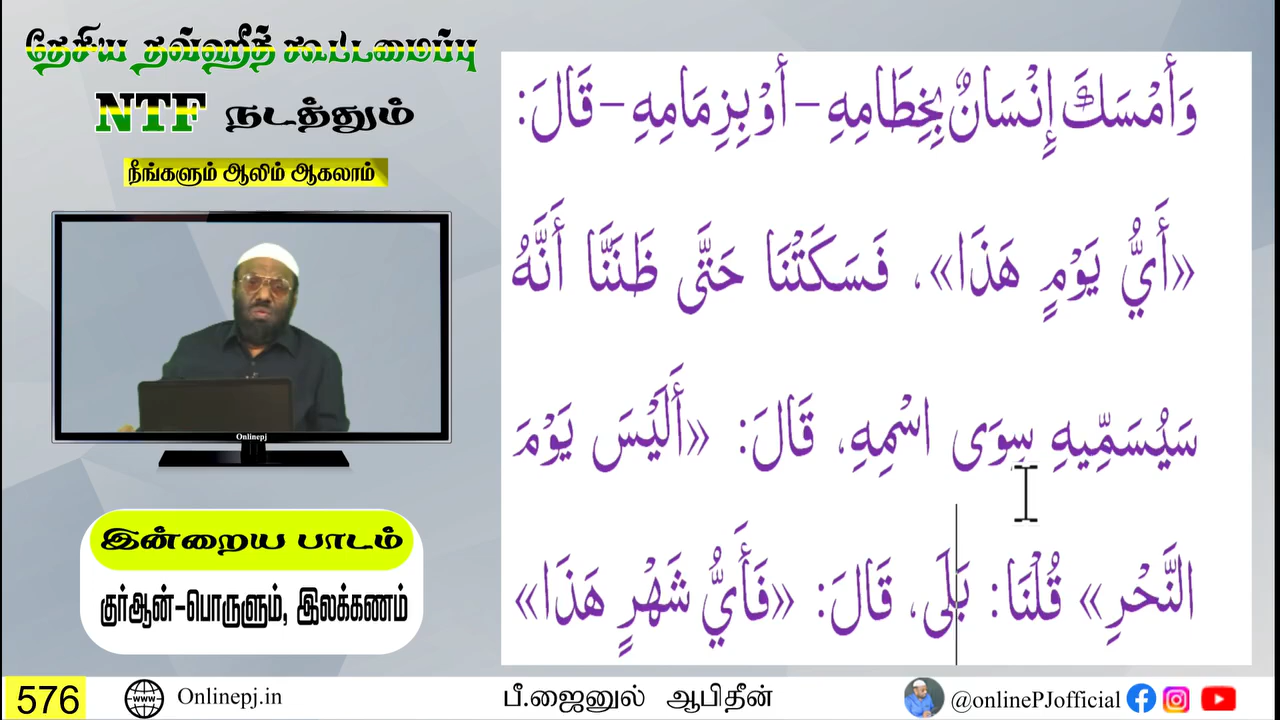 தேசிய தவ்ஹீத் கூட்டமைப்பு
NTF நடத்தும்
நீங்களும் ஆலிம் ஆகலாம்
Onlinepj
இன்றைய பாடம்
குர்ஆன்-பொருளும், இலக்கணம்
وَأَمْسَكَ إِنْسَانٌ بِخِطَامِهِ - أَوْ بِزِمَامِهِ - قَالَ:
«أَيُّ يَوْمٍ هَذَا»، فَسَكَتْنَا حَتَّى ظَنَنَّا أَنَّهُ
سَيُسَمِّيهِ سِوَى اسْمِهِ، قَالَ: «أَلَيْسَ يَوْمَ
النَّحْرِ» قُلْنَا: بَلَى، قَالَ: «فَأَيُّ شَهْرٍ هَذَا»
576
www
Onlinepj.in
பீ.ஜைனுல் ஆபிதீன்
@onlinePJofficial